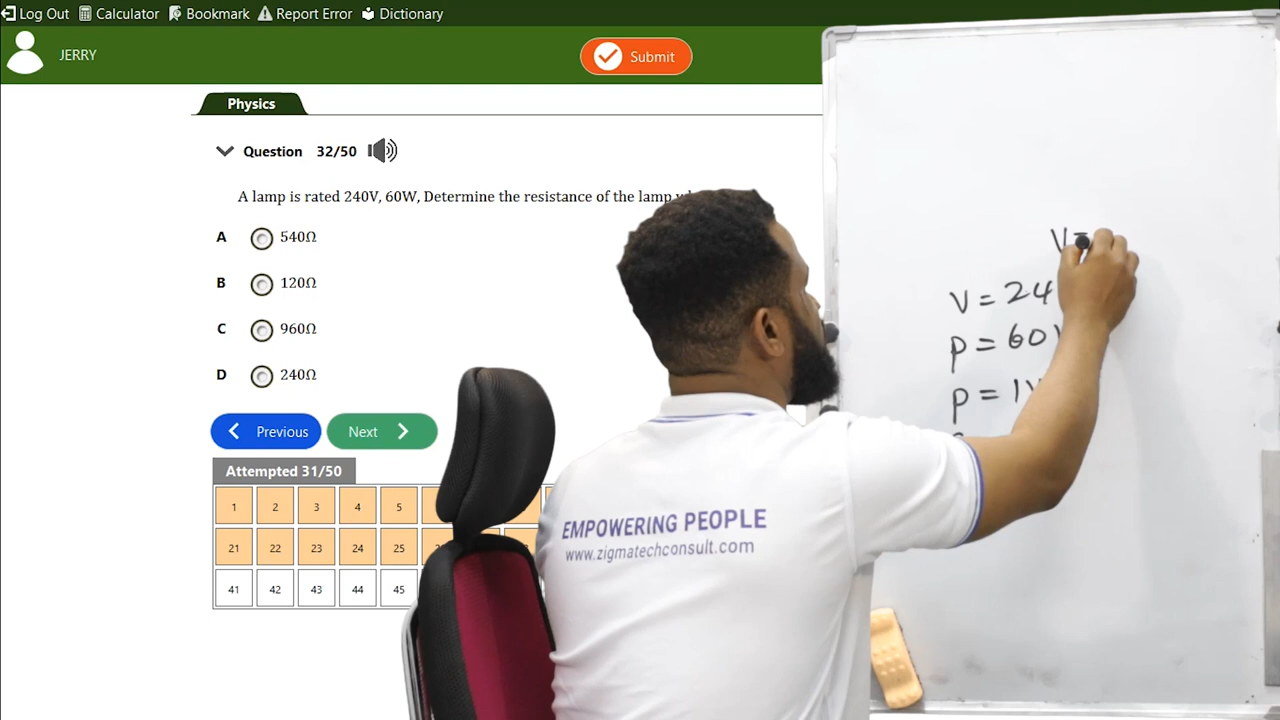 Log Out Calculator Bookmark Report Error Dictionary
JERRY
Submit
Physics
Question 32/50
A lamp is rated 240V, 60W, Determine the resistance of the lamp
A 540Ω
B 120Ω
C 960Ω
D 240Ω
Previous
Next
Attempted 31/50
1 2 3 4 5
21 22 23 24 25
41 42 43 44 45
EMPOWERING PEOPLE
www.zigmatechconsult.com
V=
V = 24
P = 60
P = IV